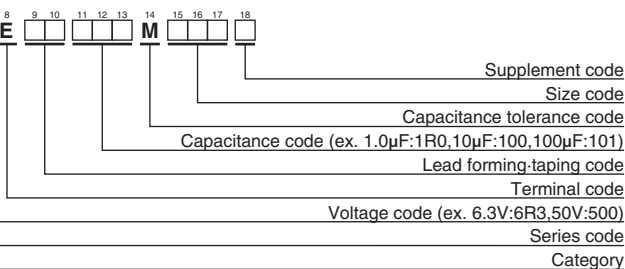 8 9 10 11 12 13 14 15 16 17 18
E M
Supplement code
Size code
Capacitance tolerance code
Capacitance code (ex. 1.0μF:1R0,10μF:100,100μF:101)
Lead forming·taping code
Terminal code
Voltage code (ex. 6.3V:6R3,50V:500)
Series code
Category